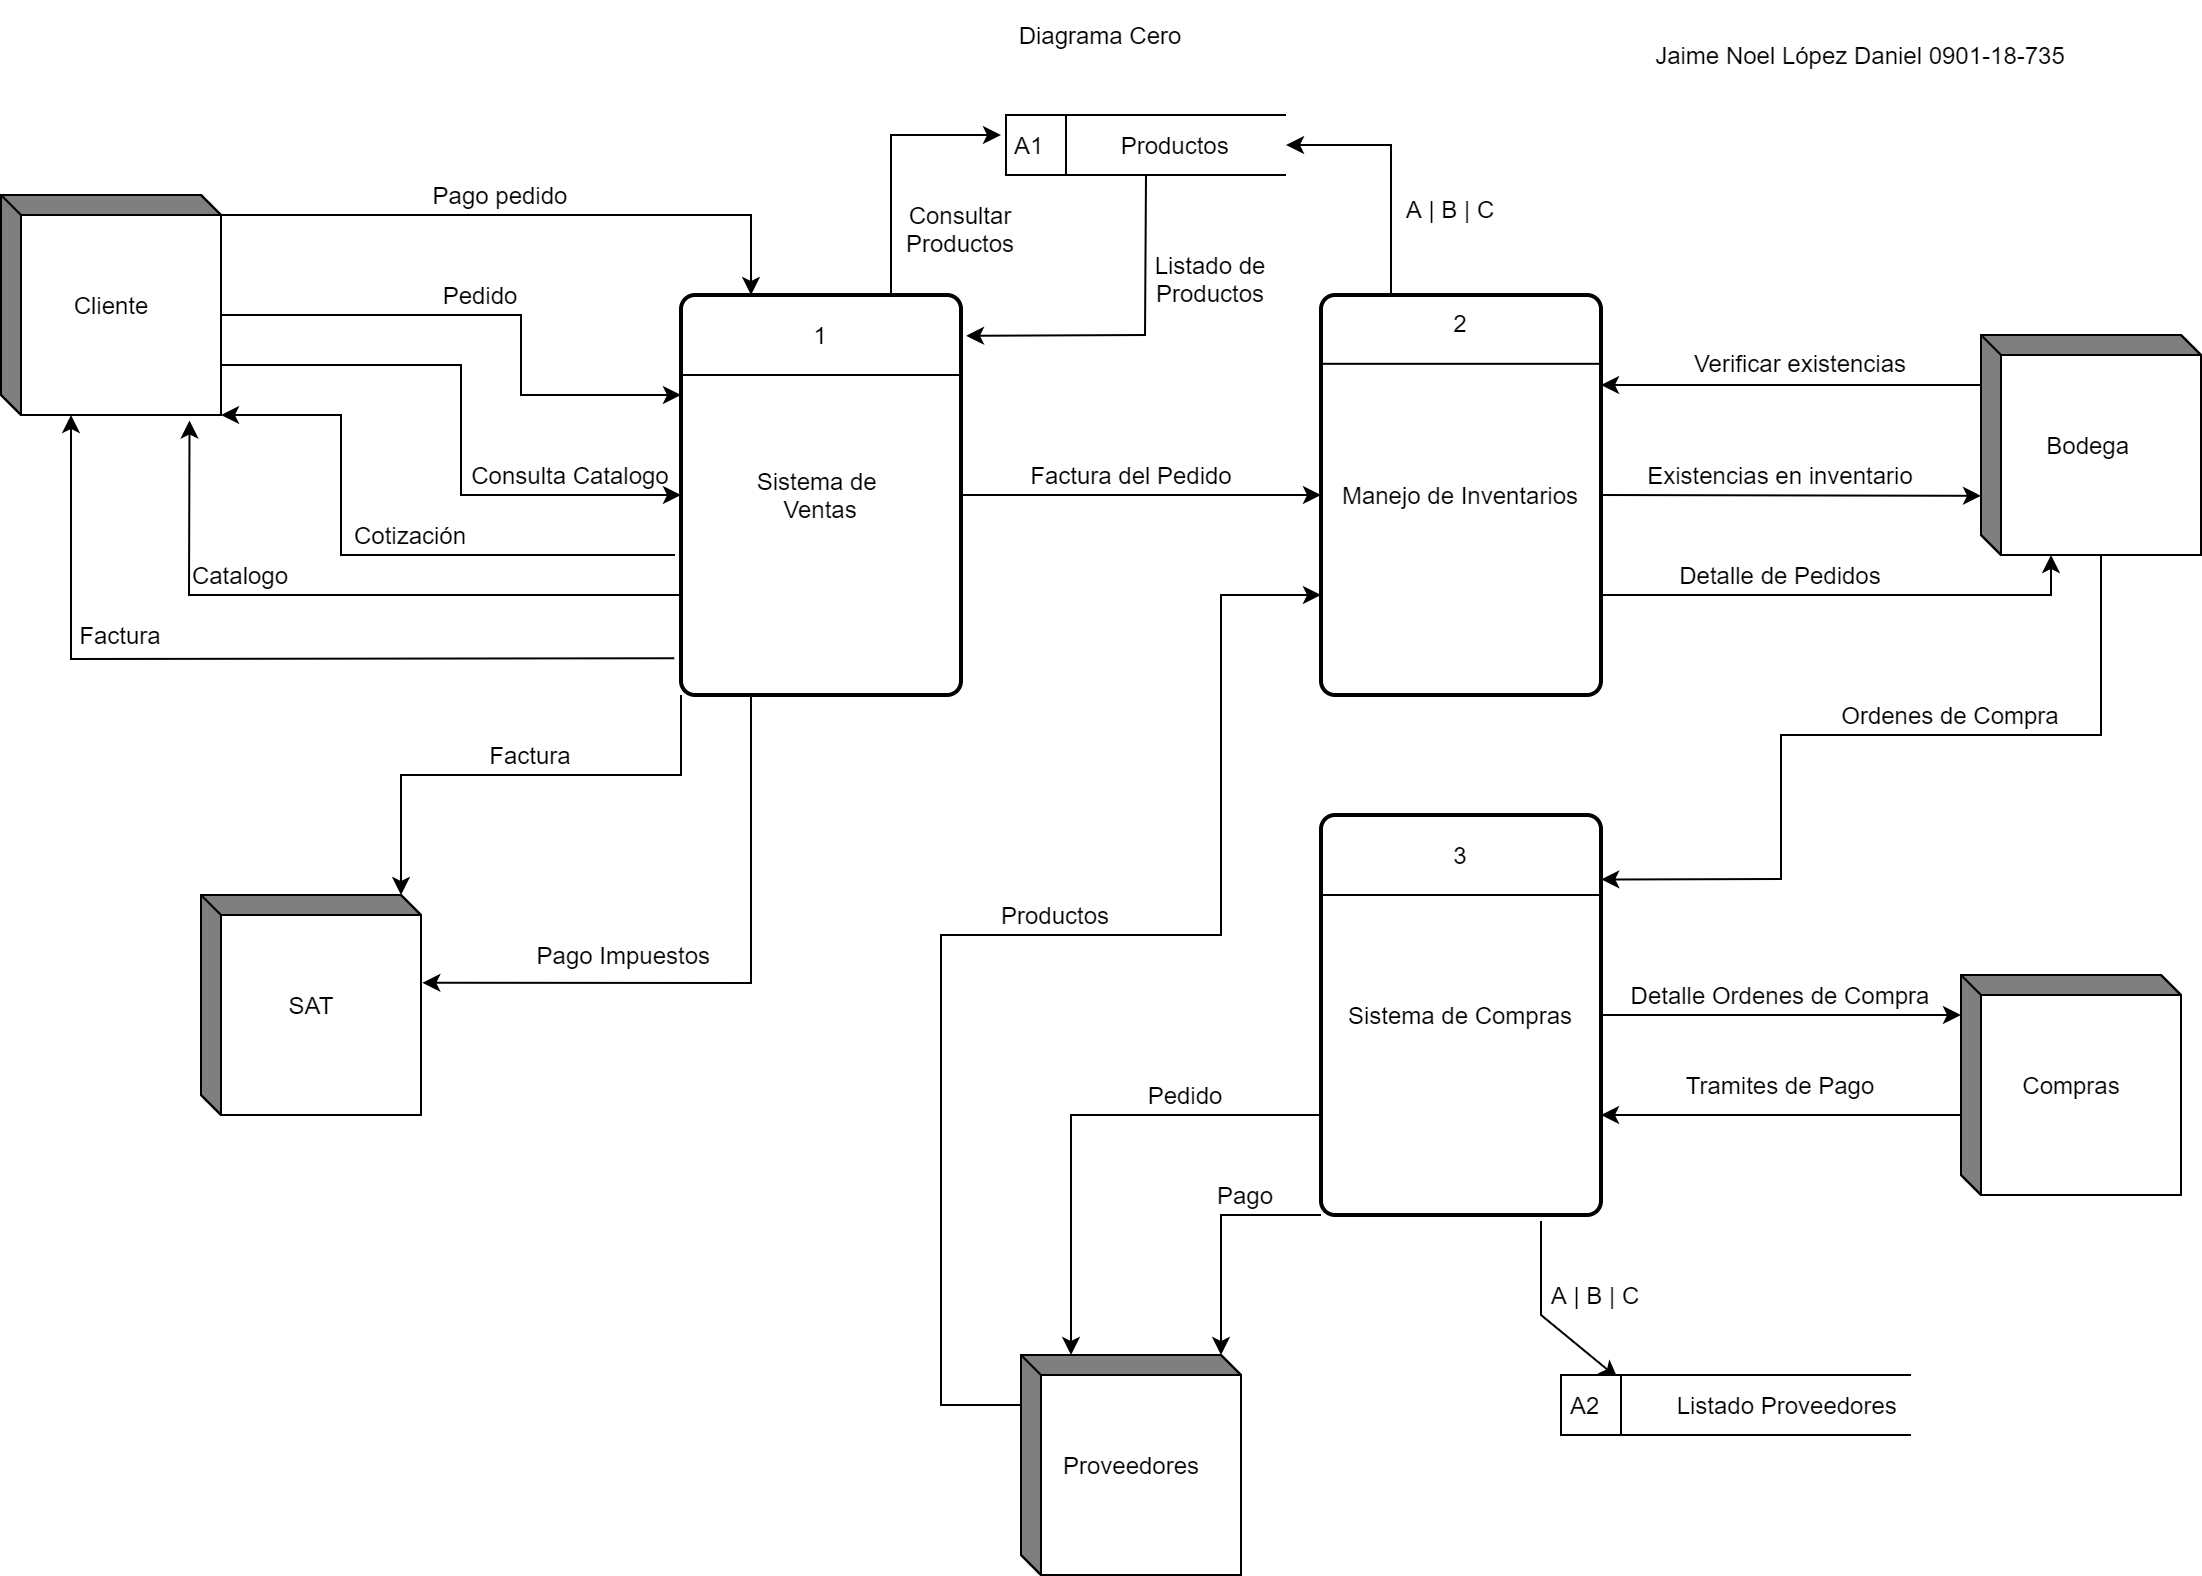 Diagrama Cero
Jaime Noel López Daniel 0901-18-735
A1
Productos
Pago pedido
A | B | C
Consultar
Productos
Listado de
Productos
Cliente
Pedido
1
2
Verificar existencias
Bodega
Consulta Catalogo
Sistema de
Ventas
Factura del Pedido
Manejo de Inventarios
Existencias en inventario
Cotización
Catalogo
Detalle de Pedidos
Factura
Ordenes de Compra
Factura
3
Productos
Pago Impuestos
SAT
Sistema de Compras
Detalle Ordenes de Compra
Tramites de Pago
Compras
Pedido
Pago
A | B | C
A2
Listado Proveedores
Proveedores